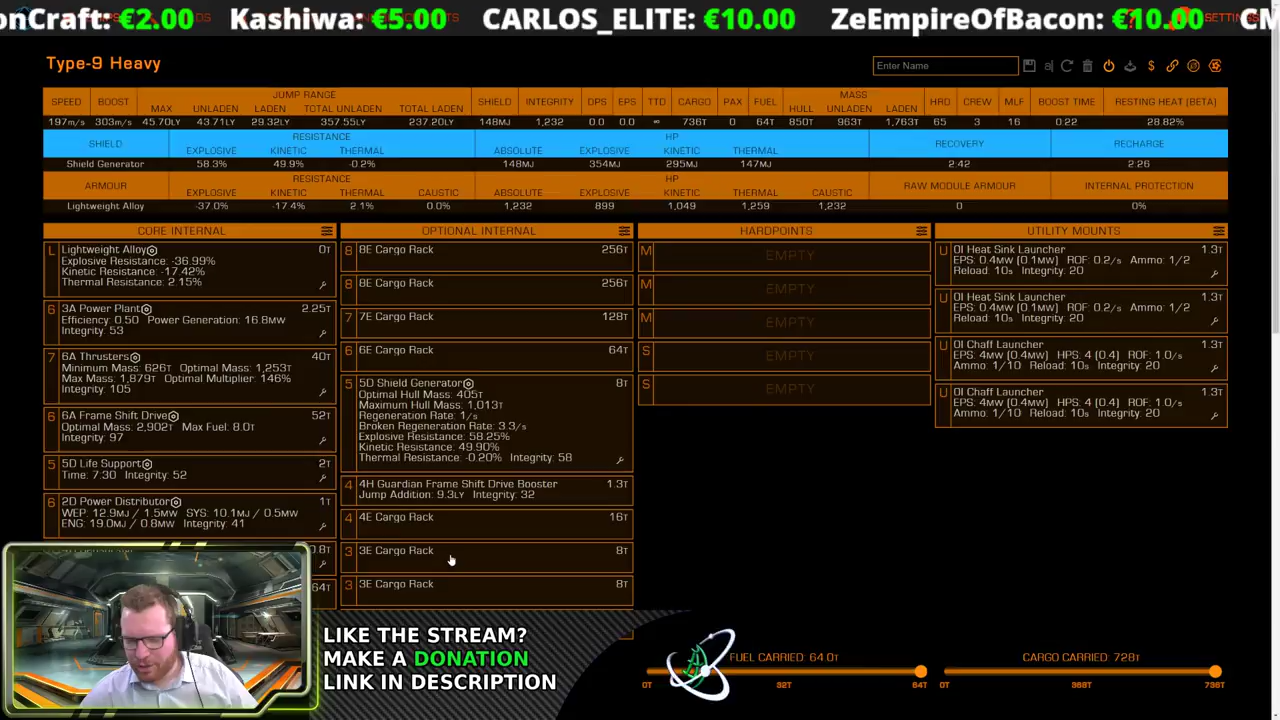 onCraft: €2.00 Kashiwa: €5.00 CARLOS_ELITE: €10.00 ZeEmpireOfBacon: €10.00 CM
Type-9 Heavy
Enter Name
SPEED BOOST JUMP RANGE SHIELD INTEGRITY DPS EPS TTD CARGO PAX FUEL MASS HRD CREW MLF BOOST TIME RESTING HEAT (BETA)
MAX UNLADEN LADEN TOTAL UNLADEN TOTAL LADEN HULL UNLADEN LADEN
197m/s 303m/s 45.70LY 43.71LY 29.32LY 357.55LY 237.20LY 148MJ 1,232 0.0 0.0 ∞ 736T 0 64T 850T 963T 1,763T 65 3 16 0.22 28.82%
SHIELD RESISTANCE HP RECOVERY RECHARGE
EXPLOSIVE KINETIC THERMAL ABSOLUTE EXPLOSIVE KINETIC THERMAL
Shield Generator 58.3% 49.9% -0.2% 148MJ 354MJ 295MJ 147MJ 2:42 2:26
ARMOUR RESISTANCE HP RAW MODULE ARMOUR INTERNAL PROTECTION
EXPLOSIVE KINETIC THERMAL CAUSTIC ABSOLUTE EXPLOSIVE KINETIC THERMAL CAUSTIC
Lightweight Alloy -37.0% -17.4% 2.1% 0.0% 1,232 899 1,049 1,259 1,232 0 0%
CORE INTERNAL
L Lightweight Alloy 0T
Explosive Resistance: -36.99%
Kinetic Resistance: -17.42%
Thermal Resistance: 2.15%
6 3A Power Plant 2.25T
Efficiency: 0.50 Power Generation: 16.8MW
Integrity: 53
7 6A Thrusters 40T
Minimum Mass: 626T Optimal Mass: 1,253T
Max Mass: 1,879T Optimal Multiplier: 146%
Integrity: 105
6 6A Frame Shift Drive 52T
Optimal Mass: 2,902T Max Fuel: 8.0T
Integrity: 97
5 5D Life Support 2T
Time: 7:30 Integrity: 52
6 2D Power Distributor 1T
WEP: 12.9MJ / 1.5MW SYS: 10.1MJ / 0.5MW
ENG: 19.0MJ / 0.8MW Integrity: 41
64T
OPTIONAL INTERNAL
8 8E Cargo Rack 256T
8 8E Cargo Rack 256T
7 7E Cargo Rack 128T
6 6E Cargo Rack 64T
5 5D Shield Generator 8T
Optimal Hull Mass: 405T
Maximum Hull Mass: 1,013T
Regeneration Rate: 1/s
Broken Regeneration Rate: 3.3/s
Explosive Resistance: 58.25%
Kinetic Resistance: 49.90%
Thermal Resistance: -0.20% Integrity: 58
4 4H Guardian Frame Shift Drive Booster 1.3T
Jump Addition: 9.3LY Integrity: 32
4 4E Cargo Rack 16T
3 3E Cargo Rack 8T
3 3E Cargo Rack 8T
HARDPOINTS
M EMPTY
M EMPTY
M EMPTY
S EMPTY
S EMPTY
UTILITY MOUNTS
U 0I Heat Sink Launcher 1.3T
EPS: 0.4MW (0.1MW) ROF: 0.2/s Ammo: 1/2
Reload: 10s Integrity: 20
U 0I Heat Sink Launcher 1.3T
EPS: 0.4MW (0.1MW) ROF: 0.2/s Ammo: 1/2
Reload: 10s Integrity: 20
U 0I Chaff Launcher 1.3T
EPS: 4MW (0.4MW) HPS: 4 (0.4) ROF: 1.0/s
Ammo: 1/10 Reload: 10s Integrity: 20
U 0I Chaff Launcher 1.3T
EPS: 4MW (0.4MW) HPS: 4 (0.4) ROF: 1.0/s
Ammo: 1/10 Reload: 10s Integrity: 20
LIKE THE STREAM?
MAKE A DONATION
LINK IN DESCRIPTION
FUEL CARRIED: 64.0T
0T 32T 64T
CARGO CARRIED: 728T
0T 368T 736T